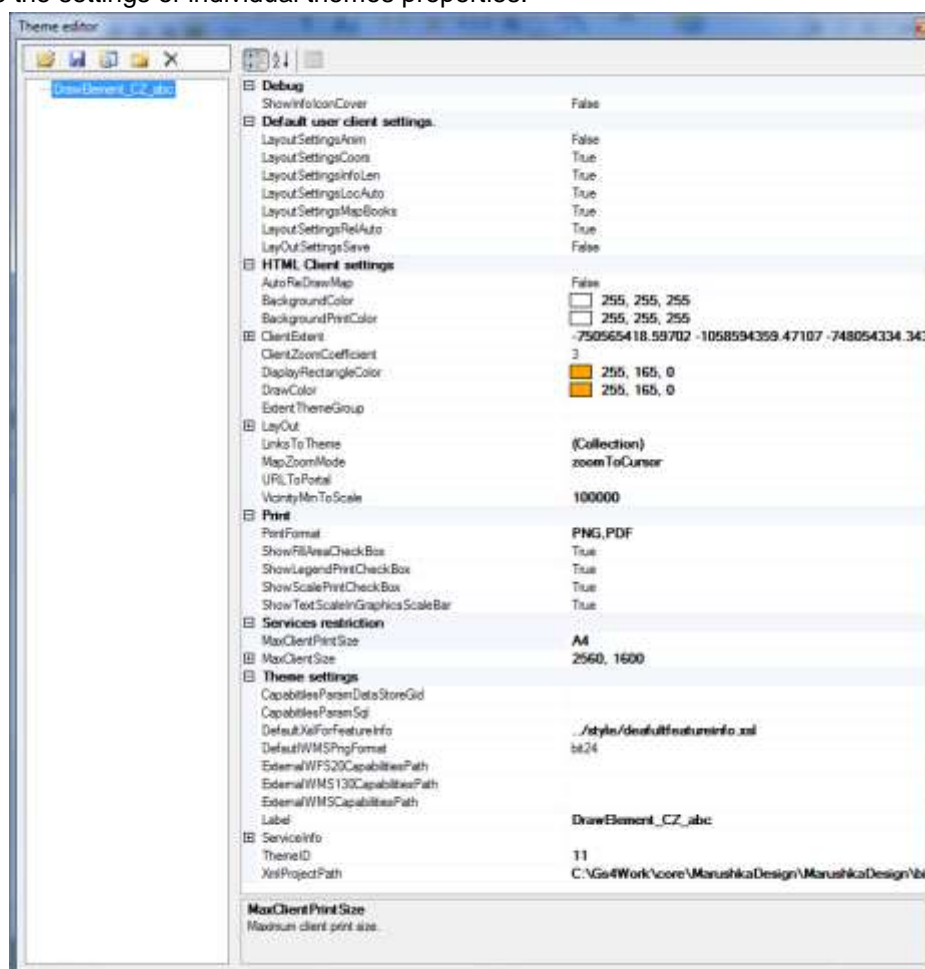 s the settings of individual themes properties.
Theme editor
DrawElement_CZ_abc
Debug
ShowInfoIconCover False
Default user client settings.
LayoutSettingsAnim False
LayoutSettingsCoors True
LayoutSettingsInfoLen True
LayoutSettingsLocAuto True
LayoutSettingsMapBooks True
LayoutSettingsRelAuto True
LayOutSettingsSave False
HTML Client settings
AutoReDrawMap False
BackgroundColor 255, 255, 255
BackgroundPrintColor 255, 255, 255
ClientExtent -750565418.59702 -1058594359.47107 -748054334.343
ClientZoomCoefficient 3
DisplayRectangleColor 255, 165, 0
DrawColor 255, 165, 0
ExtentThemeGroup
LayOut
LinksToTheme (Collection)
MapZoomMode zoomToCursor
URLToPortal
VicinityMinToScale 100000
Print
PrintFormat PNG,PDF
ShowFillAreaCheckBox True
ShowLegendPrintCheckBox True
ShowScalePrintCheckBox True
ShowTextScaleInGraphicsScaleBar True
Services restriction
MaxClientPrintSize A4
MaxClientSize 2560, 1600
Theme settings
CapabilitiesParamDataStoreGid
CapabilitiesParamSql
DefaultXslForFeatureInfo ../style/deafultfeatureinfo.xsl
DefaultWMSPngFormat bit24
ExternalWFS20CapabilitiesPath
ExternalWMS130CapabilitiesPath
ExternalWMSCapabilitiesPath
Label DrawElement_CZ_abc
ServiceInfo
ThemeID 11
XmlProjectPath C:\Gs4Work\core\MarushkaDesign\MarushkaDesign\bi
MaxClientPrintSize
Maximum client print size.